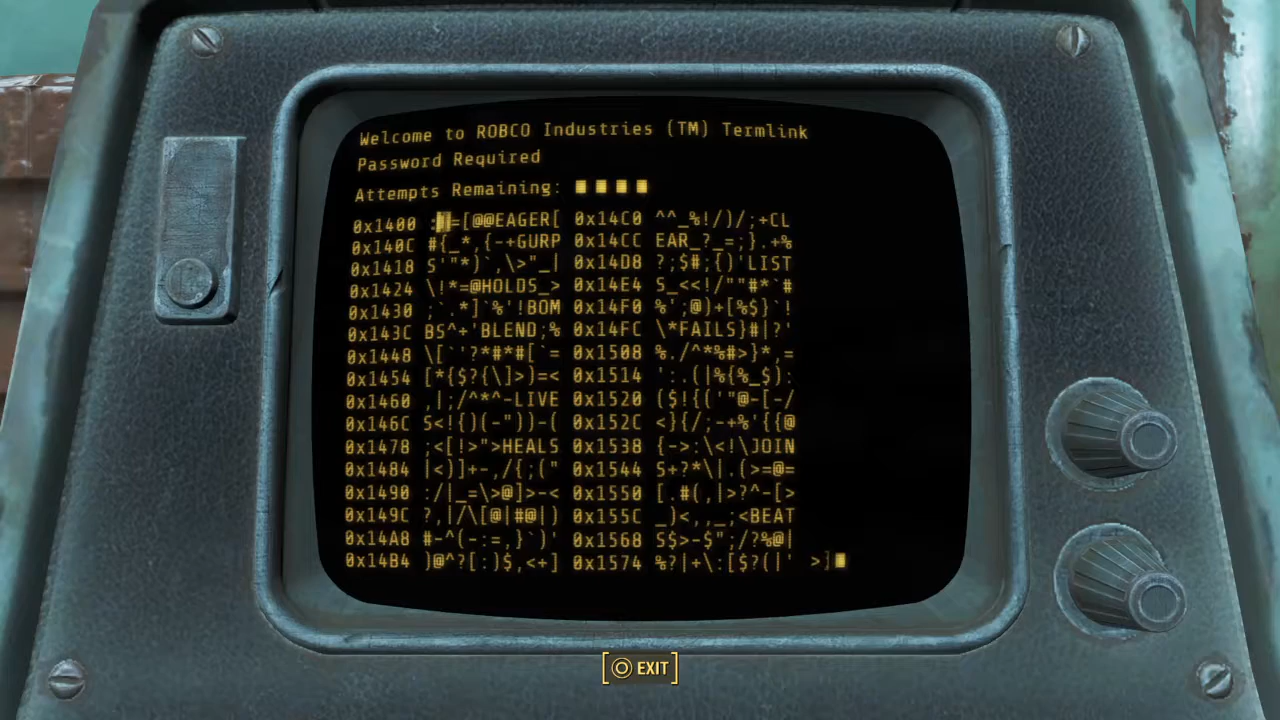 Welcome to ROBCO Industries (TM) Termlink
Password Required
Attempts Remaining:
0x1400 :█=[@@EAGER[ 0x14C0 ^^_%!/)/;+CL
0x140C #{_*,{-+GURP 0x14CC EAR_?_=;}.+%
0x1418 S'"*)`,\>"_| 0x14D8 ?;$#;{)'LIST
0x1424 \!*=@HOLDS_> 0x14E4 S_<<!/""#*`#
0x1430 ;`.*]`%'!BOM 0x14F0 %';@)+[%$}`!
0x143C BS^+'BLEND;% 0x14FC \*FAILS}#|?'
0x1448 \[`'?*#*#[`= 0x1508 %./^*%#>}*,=
0x1454 [*{$?{\]>)=< 0x1514 ':.(|%{%_$):
0x1460 ,|;/^*^-LIVE 0x1520 ($!{('"@-[-/
0x146C S<!{)(-"))-( 0x152C <}{/;-+%'{{@
0x1478 ;<[!>">HEALS 0x1538 {->:\<!\JOIN
0x1484 |<)]+-,/{;(" 0x1544 S+?*\|.(>=@=
0x1490 :/|_=\>@]>-< 0x1550 [.#(,|>?^-[>
0x149C ?,|/\[@|#@|) 0x155C _)<,,_;<BEAT
0x14A8 #-^(-:=,}`)' 0x1568 S$>-$";/?%@|
0x14B4 )@^?[:)$,<+] 0x1574 %?|+\:[$?(|' >}
EXIT